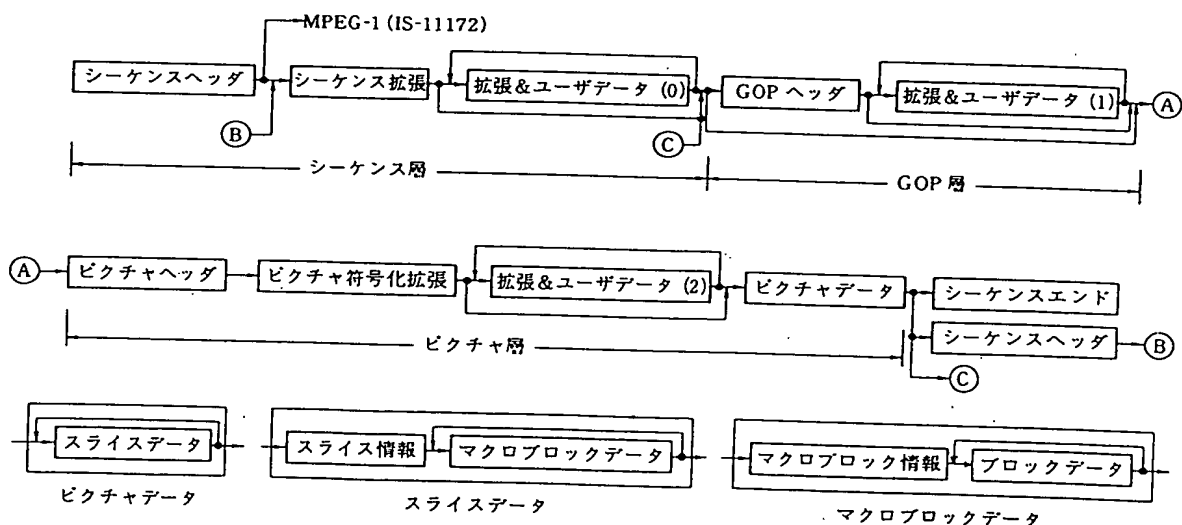 MPEG-1 (IS-11172)
シーケンスヘッダ
シーケンス拡張
拡張&ユーザデータ (0)
GOP ヘッダ
拡張&ユーザデータ (1)
A
B
C
シーケンス層
GOP 層
A
ピクチャヘッダ
ピクチャ符号化拡張
拡張&ユーザデータ (2)
ピクチャデータ
シーケンスエンド
シーケンスヘッダ
B
ピクチャ層
C
スライスデータ
スライス情報
マクロブロックデータ
マクロブロック情報
ブロックデータ
ピクチャデータ
スライスデータ
マクロブロックデータ